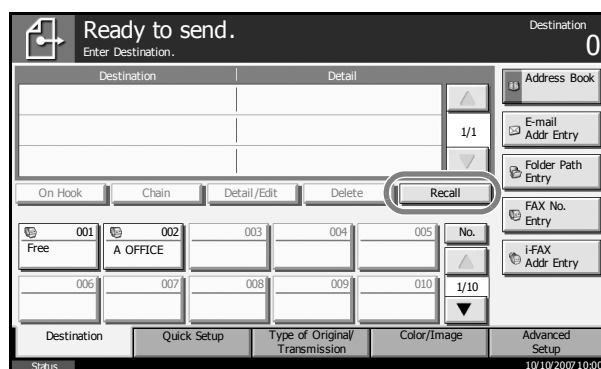 Ready to send.
Enter Destination.
Destination
0
Destination Detail
1/1
Address Book
E-mail
Addr Entry
Folder Path
Entry
FAX No.
Entry
i-FAX
Addr Entry
On Hook Chain Detail/Edit Delete Recall
001 002 003 004 005 No.
Free A OFFICE
006 007 008 009 010 1/10
Destination Quick Setup Type of Original/
Transmission Color/Image Advanced
Setup
Status 10/10/2007 10:00